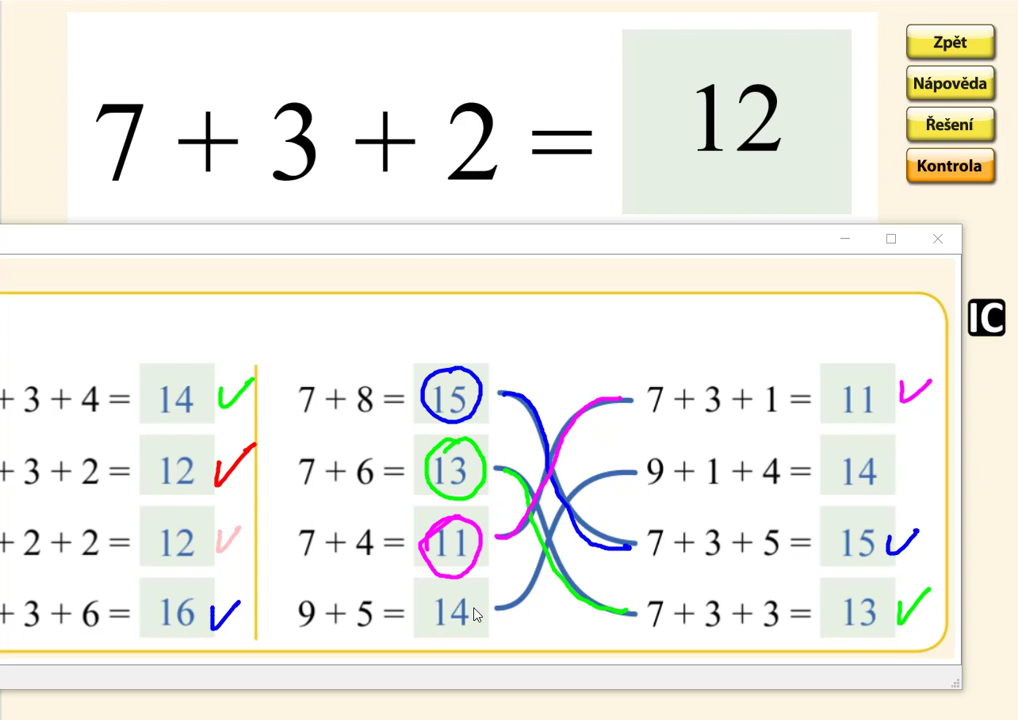 7 + 3 + 2 = 12
Zpět
Nápověda
Řešení
Kontrola
IC
+ 3 + 4 = 14 7 + 8 = 15 7 + 3 + 1 = 11
+ 3 + 2 = 12 7 + 6 = 13 9 + 1 + 4 = 14
+ 2 + 2 = 12 7 + 4 = 11 7 + 3 + 5 = 15
+ 3 + 6 = 16 9 + 5 = 14 7 + 3 + 3 = 13